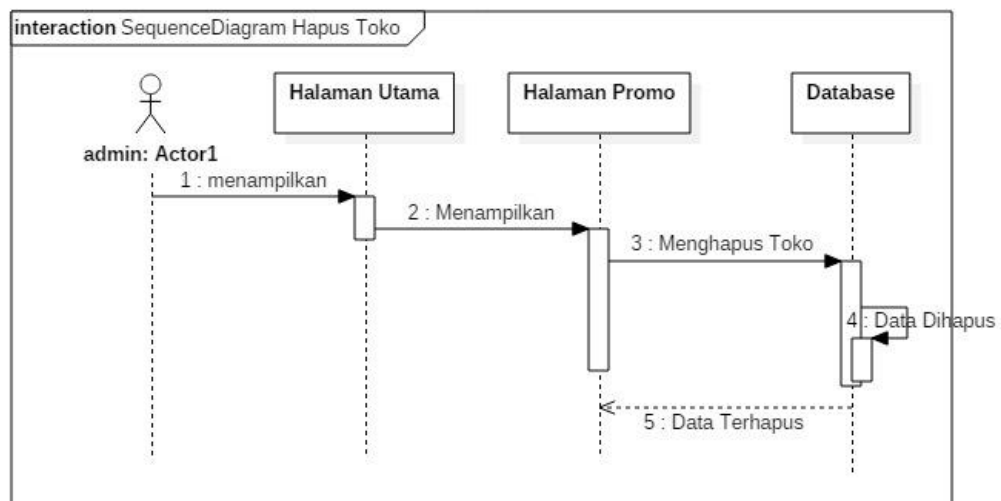 interaction SequenceDiagram Hapus Toko
Halaman Utama
Halaman Promo
Database
admin: Actor1
1 : menampilkan
2 : Menampilkan
3 : Menghapus Toko
4 : Data Dihapus
5 : Data Terhapus